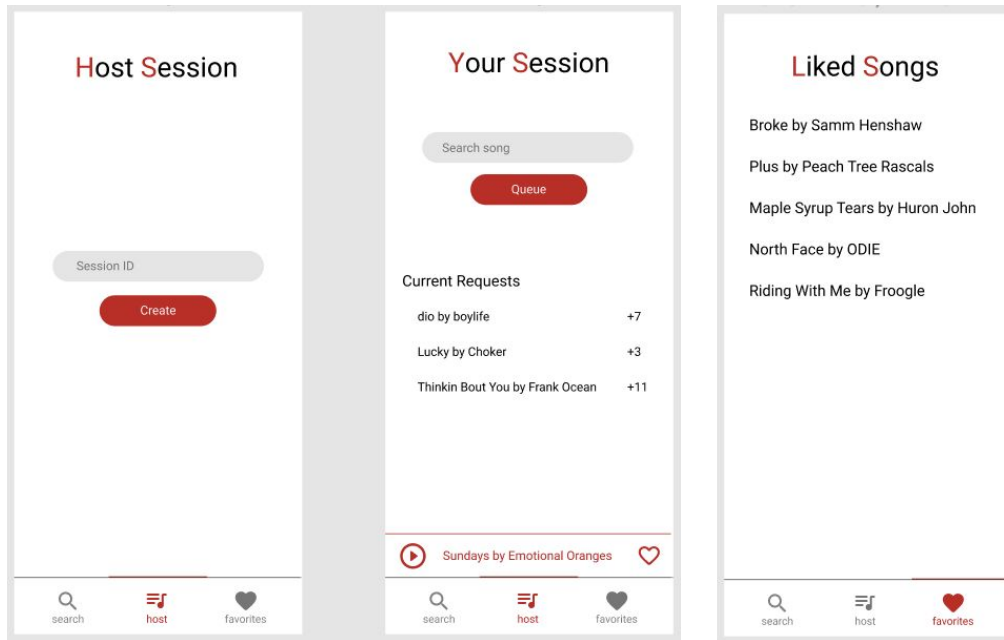 Host Session
Session ID
Create
search host favorites
Your Session
Search song
Queue
Current Requests
dio by boylife +7
Lucky by Choker +3
Thinkin Bout You by Frank Ocean +11
Sundays by Emotional Oranges
search host favorites
Liked Songs
Broke by Samm Henshaw
Plus by Peach Tree Rascals
Maple Syrup Tears by Huron John
North Face by ODIE
Riding With Me by Froogle
search host favorites